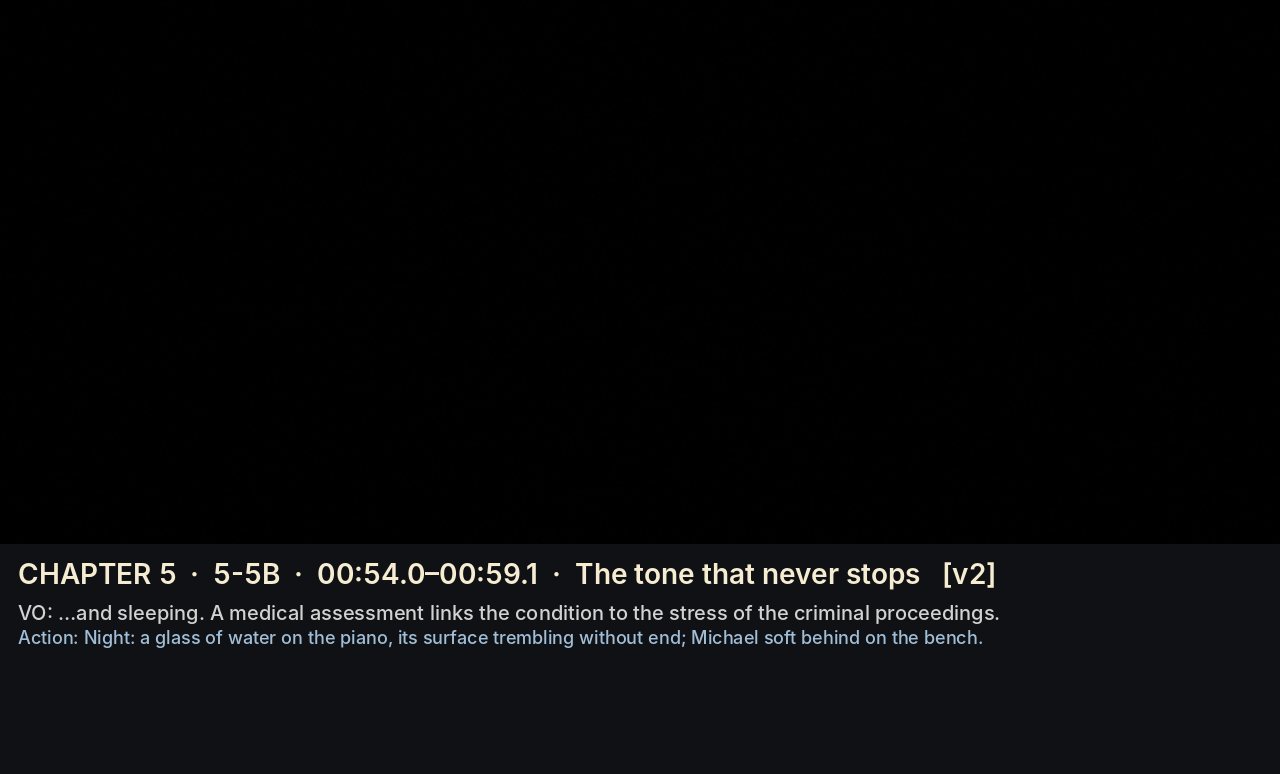 CHAPTER 5 · 5-5B · 00:54.0–00:59.1 · The tone that never stops [v2]
VO: ...and sleeping. A medical assessment links the condition to the stress of the criminal proceedings.
Action: Night: a glass of water on the piano, its surface trembling without end; Michael soft behind on the bench.